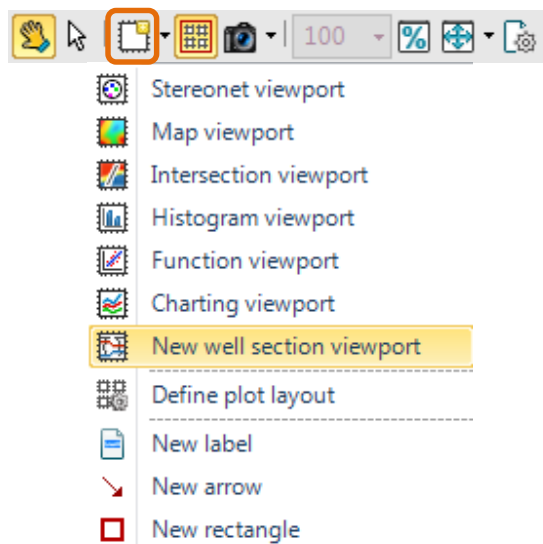 100 %
Stereonet viewport
Map viewport
Intersection viewport
Histogram viewport
Function viewport
Charting viewport
New well section viewport
Define plot layout
New label
New arrow
New rectangle